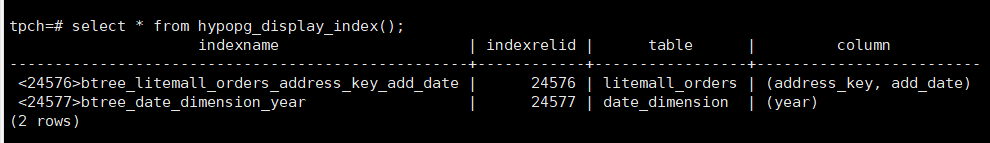 tpch=# select * from hypopg_display_index();
indexname | indexrelid | table | column
--------------------------------------------------+------------+-----------------+-------------------------
<24576>btree_litemall_orders_address_key_add_date | 24576 | litemall_orders | (address_key, add_date)
<24577>btree_date_dimension_year | 24577 | date_dimension | (year)
(2 rows)